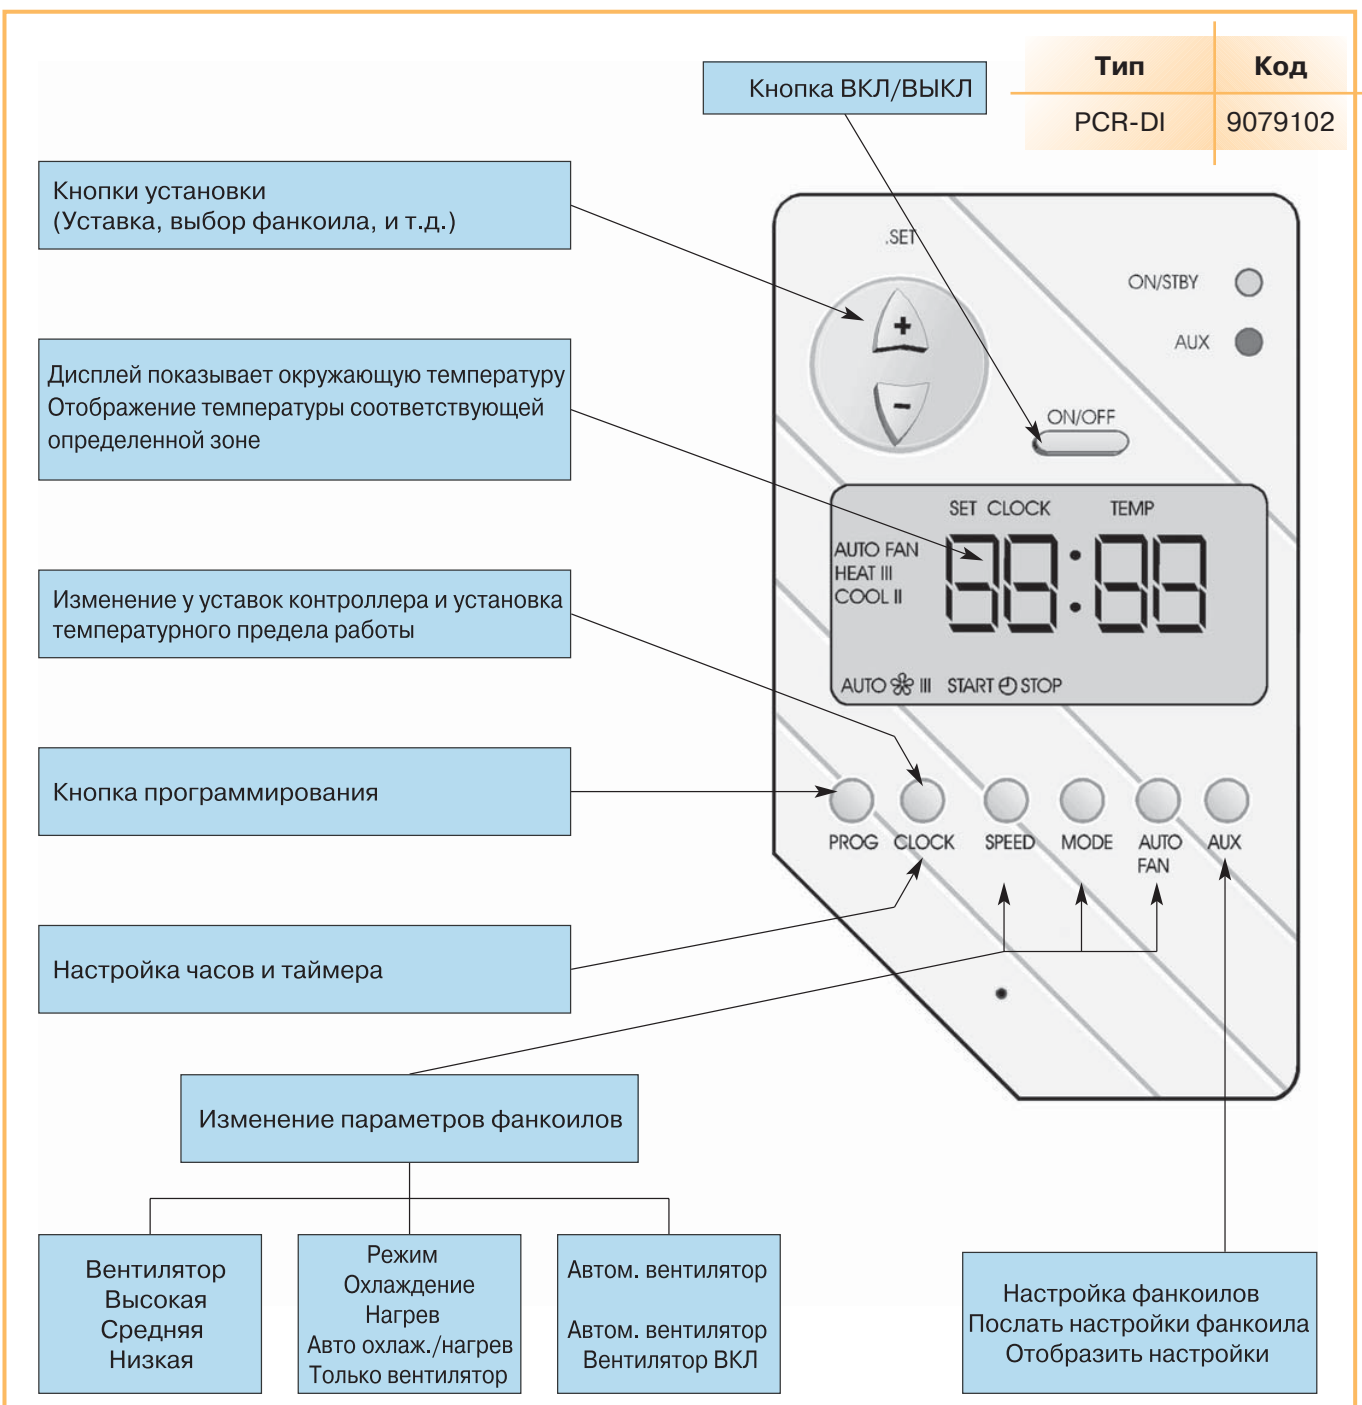 Тип Код
PCR-DI 9079102
Кнопка ВКЛ/ВЫКЛ
Кнопки установки
(Уставка, выбор фанкоила, и т.д.)
Дисплей показывает окружающую температуру
Отображение температуры соответствующей
определенной зоне
Изменение у уставок контроллера и установка
температурного предела работы
Кнопка программирования
Настройка часов и таймера
.SET
ON/STBY
AUX
+
-
ON/OFF
SET CLOCK TEMP
AUTO FAN
HEAT III
COOL II
88:88
AUTO III START STOP
PROG CLOCK SPEED MODE AUTO FAN AUX
Изменение параметров фанкоилов
Вентилятор
Высокая
Средняя
Низкая
Режим
Охлаждение
Нагрев
Авто охлаж./нагрев
Только вентилятор
Автом. вентилятор
Автом. вентилятор
Вентилятор ВКЛ
Настройка фанкоилов
Послать настройки фанкоила
Отобразить настройки